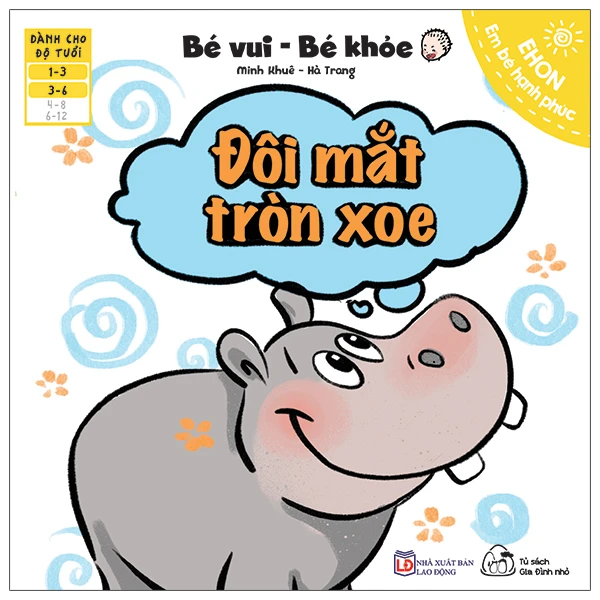 DÀNH CHO
ĐỘ TUỔI
1-3
3-6
4-8
6-12
Bé vui - Bé khỏe
Minh Khuê - Hà Trang
EHON
Em bé hạnh phúc
Đôi mắt
tròn xoe
LĐ
NHÀ XUẤT BẢN
LAO ĐỘNG
Tủ sách
Gia Đình nhỏ